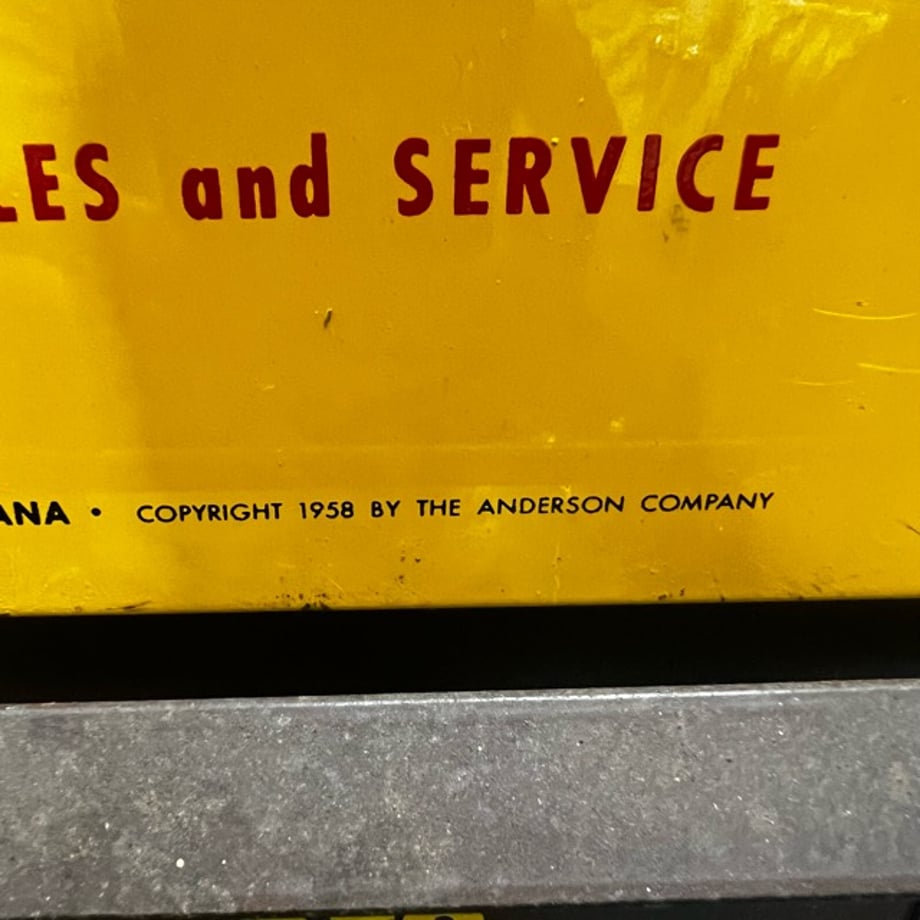 LES and SERVICE
ANA • COPYRIGHT 1958 BY THE ANDERSON COMPANY